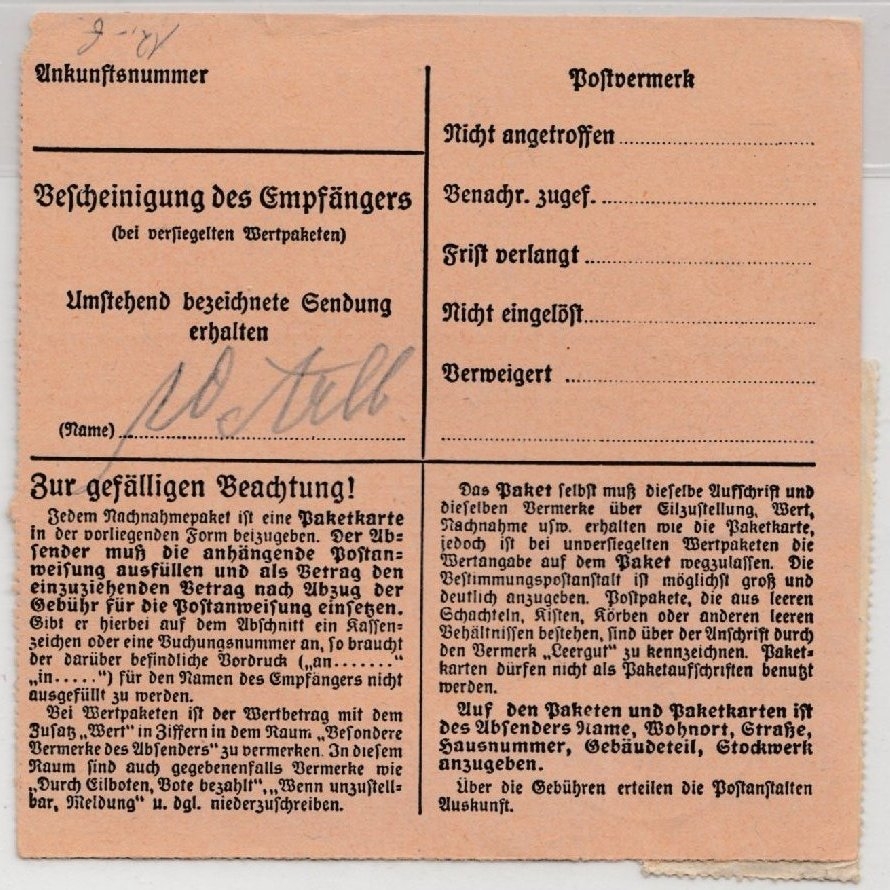 Ankunftsnummer
Bescheinigung des Empfängers
(bei versiegelten Wertpaketen)
Umstehend bezeichnete Sendung
erhalten
(Name)
Postvermerk
Nicht angetroffen
Benachr. zugef.
Frist verlangt
Nicht eingelöst
Verweigert
Zur gefälligen Beachtung!
Jedem Nachnahmepaket ist eine Paketkarte
in der vorliegenden Form beizugeben. Der Ab-
sender muß die anhängende Postan-
weisung ausfüllen und als Betrag den
einzuziehenden Betrag nach Abzug der
Gebühr für die Postanweisung einsetzen.
Gibt er hierbei auf dem Abschnitt ein Kassen-
zeichen oder eine Buchungsnummer an, so braucht
der darüber befindliche Vordruck („an.......“
„in.....“) für den Namen des Empfängers nicht
ausgefüllt zu werden.
Bei Wertpaketen ist der Wertbetrag mit dem
Zusatz „Wert“ in Ziffern in dem Raum „Besondere
Vermerke des Absenders“ zu vermerken. In diesem
Raum sind auch gegebenenfalls Vermerke wie
„Durch Eilboten, Bote bezahlt“, „Wenn unzustell-
bar, Meldung“ u. dgl. niederzuschreiben.
Das Paket selbst muß dieselbe Aufschrift und
dieselben Vermerke über Eilzustellung, Wert,
Nachnahme usw. erhalten wie die Paketkarte,
jedoch ist bei unversiegelten Wertpaketen die
Wertangabe auf dem Paket wegzulassen. Die
Bestimmungspostanstalt ist möglichst groß und
deutlich anzugeben. Postpakete, die aus leeren
Schachteln, Kisten, Körben oder anderen leeren
Behältnissen bestehen, sind über der Anschrift durch
den Vermerk „Leergut“ zu kennzeichnen. Paket-
karten dürfen nicht als Paketaufschriften benutzt
werden.
Auf den Paketen und Paketkarten ist
des Absenders Name, Wohnort, Straße,
Hausnummer, Gebäudeteil, Stockwerk
anzugeben.
Über die Gebühren erteilen die Postanstalten
Auskunft.